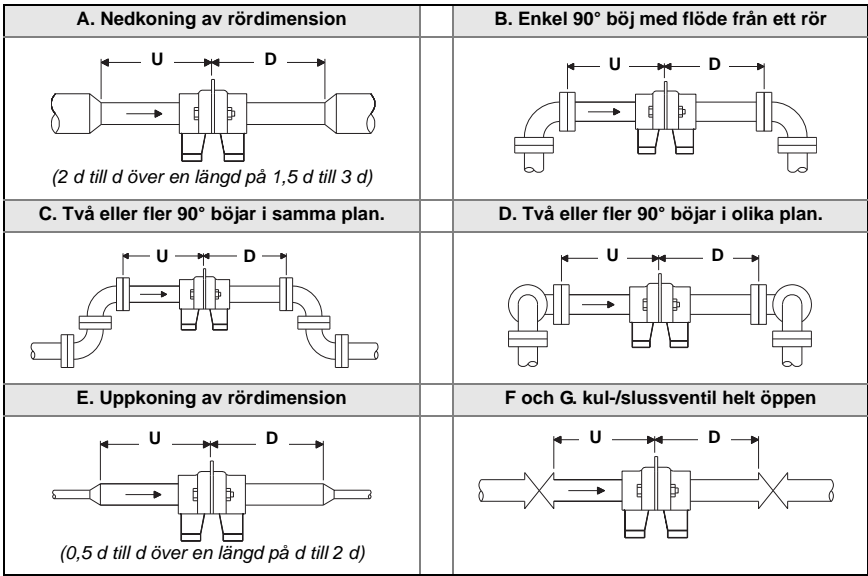 A. Nedkoning av rördimension
B. Enkel 90° böj med flöde från ett rör
U D
U D
(2 d till d över en längd på 1,5 d till 3 d)
C. Två eller fler 90° böjar i samma plan.
D. Två eller fler 90° böjar i olika plan.
U D
U D
E. Uppkoning av rördimension
F och G. kul-/slussventil helt öppen
U D
U D
(0,5 d till d över en längd på d till 2 d)